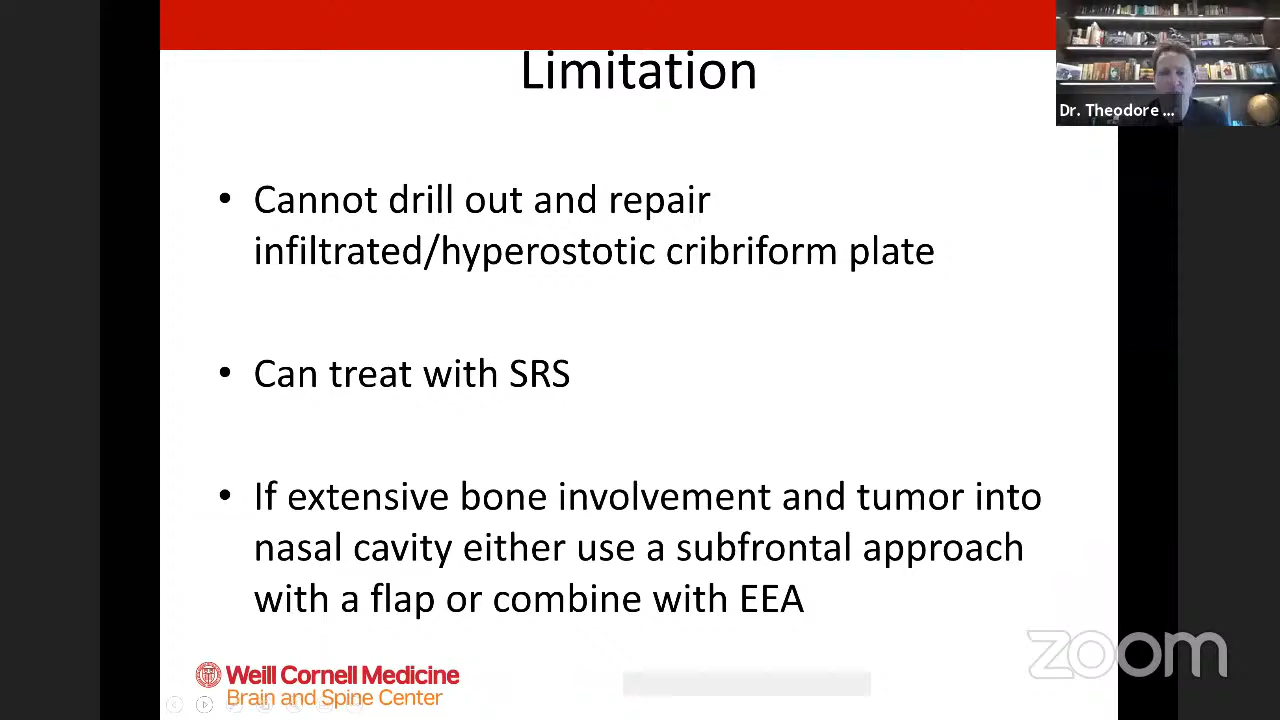 Limitation
Dr. Theodore ...
• Cannot drill out and repair
infiltrated/hyperostotic cribriform plate
• Can treat with SRS
• If extensive bone involvement and tumor into
nasal cavity either use a subfrontal approach
with a flap or combine with EEA
zoom
Weill Cornell Medicine
Brain and Spine Center